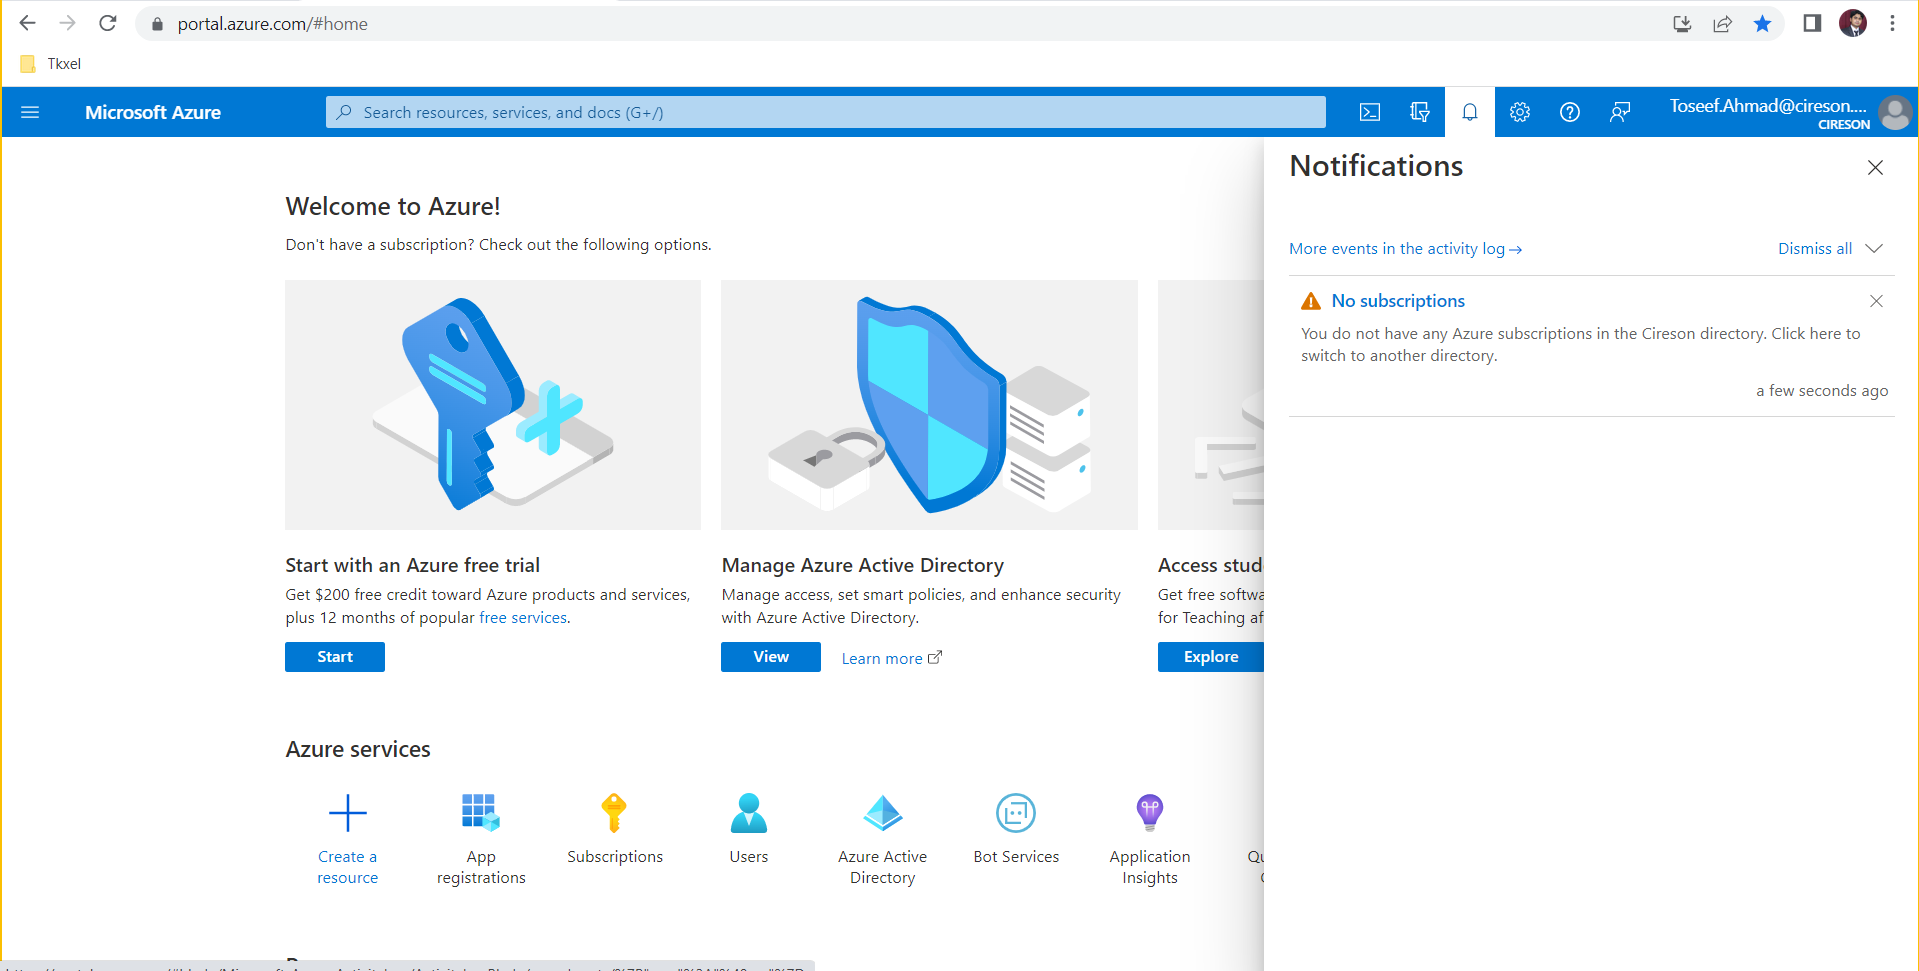 portal.azure.com/#home
Tkxel
Microsoft Azure
Search resources, services, and docs (G+/)
Toseef.Ahmad@cireson....
CIRESON
Welcome to Azure!
Don't have a subscription? Check out the following options.
Start with an Azure free trial
Get $200 free credit toward Azure products and services,
plus 12 months of popular free services.
Start
Manage Azure Active Directory
Manage access, set smart policies, and enhance security
with Azure Active Directory.
View
Learn more
Access stud
Get free softwa
for Teaching af
Explore
Azure services
Create a
resource
App
registrations
Subscriptions
Users
Azure Active
Directory
Bot Services
Application
Insights
Notifications
More events in the activity log →
Dismiss all
No subscriptions
You do not have any Azure subscriptions in the Cireson directory. Click here to
switch to another directory.
a few seconds ago